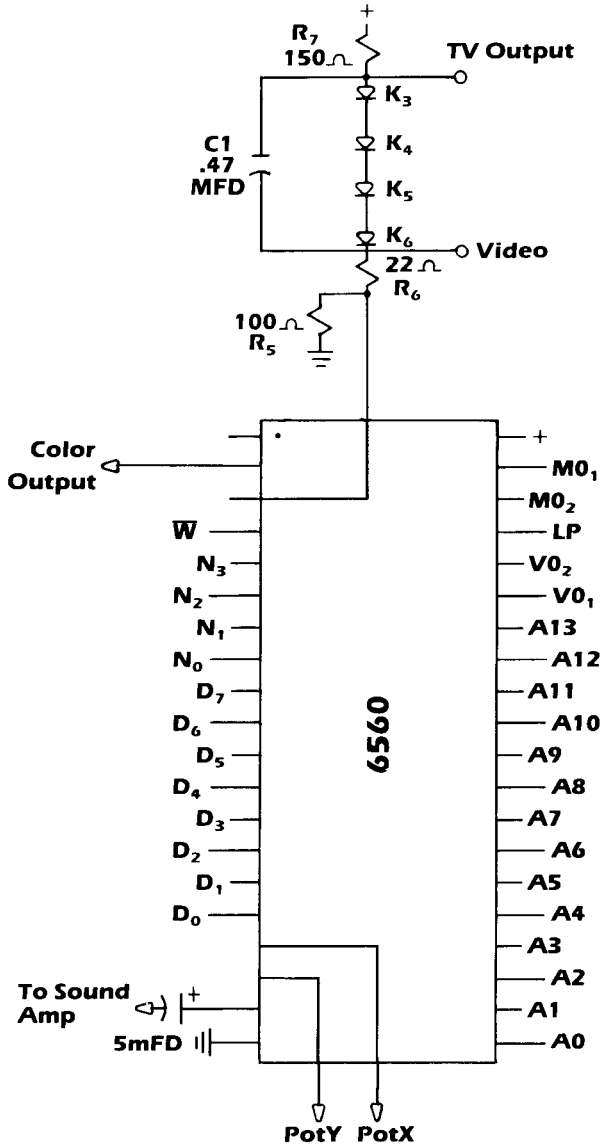 +
R₇
150Ω
TV Output
K₃
C1
.47
MFD
K₄
K₅
K₆
Video
22Ω
R₆
100Ω
R₅
Color
Output
+
M0₁
M0₂
W̅
LP
N₃
V0₂
N₂
V0₁
N₁
A13
N₀
A12
D₇
A11
D₆
A10
6560
D₅
A9
D₄
A8
D₃
A7
D₂
A6
D₁
A5
D₀
A4
A3
A2
To Sound
Amp
+
A1
5mFD
A0
PotY PotX